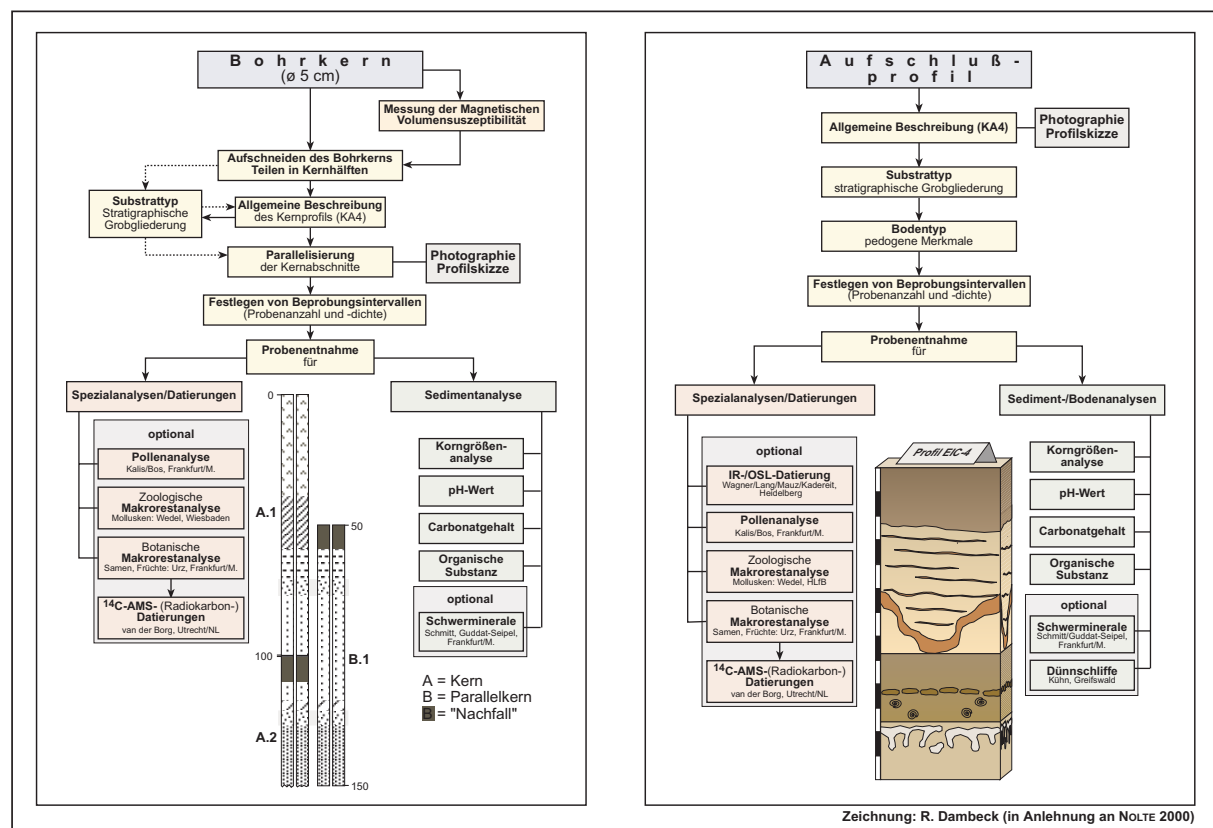 B o h r k e r n
(ø 5 cm)
Messung der Magnetischen
Volumensuszeptibilität
Aufschneiden des Bohrkerns
Teilen in Kernhälften
Substrattyp
Stratigraphische
Grobgliederung
Allgemeine Beschreibung
des Kernprofils (KA4)
Parallelisierung
der Kernabschnitte
Photographie
Profilskizze
Festlegen von Beprobungsintervallen
(Probenanzahl und -dichte)
Probenentnahme
für
Spezialanalysen/Datierungen
optional
Pollenanalyse
Kalis/Bos, Frankfurt/M.
Zoologische
Makrorestanalyse
Mollusken: Wedel, Wiesbaden
Botanische
Makrorestanalyse
Samen, Früchte: Urz, Frankfurt/M.
14C-AMS- (Radiokarbon-)
Datierungen
van der Borg, Utrecht/NL
0
A.1
50
100
B.1
A.2
150
Sedimentanalyse
Korngrößen-
analyse
pH-Wert
Carbonatgehalt
Organische
Substanz
optional
Schwerminerale
Schmitt, Guddat-Seipel,
Frankfurt/M.
A = Kern
B = Parallelkern
B = "Nachfall"
A u f s c h l u ß -
p r o f i l
Allgemeine Beschreibung (KA4)
Photographie
Profilskizze
Substrattyp
stratigraphische Grobgliederung
Bodentyp
pedogene Merkmale
Festlegen von Beprobungsintervallen
(Probenanzahl und -dichte)
Probenentnahme
für
Spezialanalysen/Datierungen
optional
IR-/OSL-Datierung
Wagner/Lang/Mauz/Kadereit,
Heidelberg
Pollenanalyse
Kalis/Bos, Frankfurt/M.
Zoologische
Makrorestanalyse
Mollusken: Wedel, HLfB
Botanische
Makrorestanalyse
Samen, Früchte: Urz, Frankfurt/M.
14C-AMS-(Radiokarbon-)
Datierungen
van der Borg, Utrecht/NL
Profil EIC-4
Sediment-/Bodenanalysen
Korngrößen-
analyse
pH-Wert
Carbonatgehalt
Organische
Substanz
optional
Schwerminerale
Schmitt/Guddat-Seipel,
Frankfurt/M.
Dünnschliffe
Kühn, Greifswald
Zeichnung: R. Dambeck (in Anlehnung an NOLTE 2000)